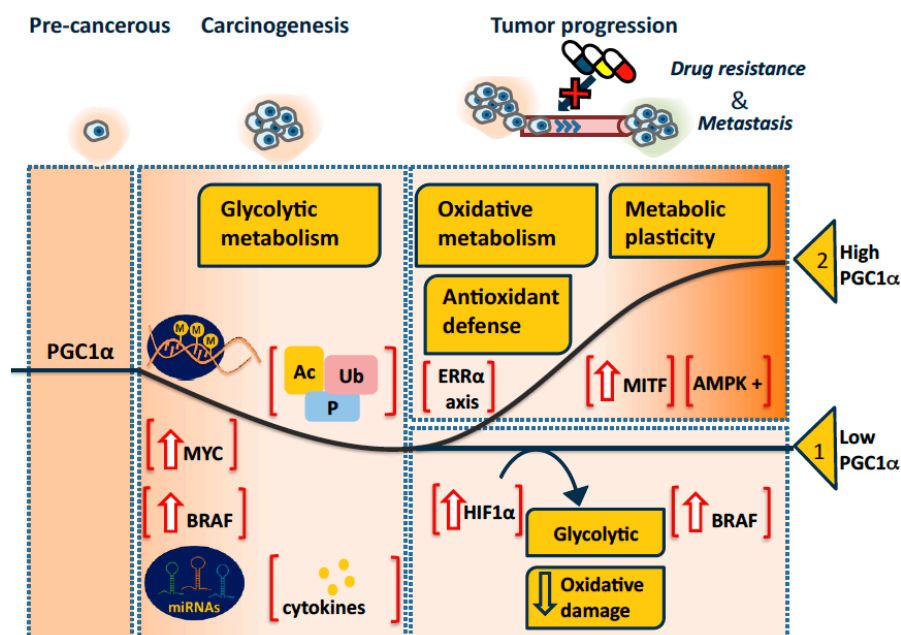 Pre-cancerous
Carcinogenesis
Tumor progression
Drug resistance
&
Metastasis
Glycolytic
metabolism
Oxidative
metabolism
Metabolic
plasticity
Antioxidant
defense
2
High
PGC1α
PGC1α
M M M
Ac
Ub
P
ERRα
axis
MITF
AMPK +
MYC
1
Low
PGC1α
BRAF
HIF1α
Glycolytic
BRAF
miRNAs
cytokines
Oxidative
damage